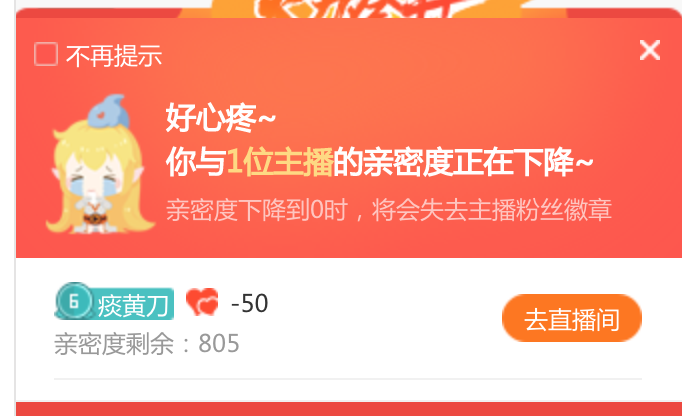 不再提示
好心疼~
你与1位主播的亲密度正在下降~
亲密度下降到0时，将会失去主播粉丝徽章
6 痰黄刀 -50
亲密度剩余：805
去直播间